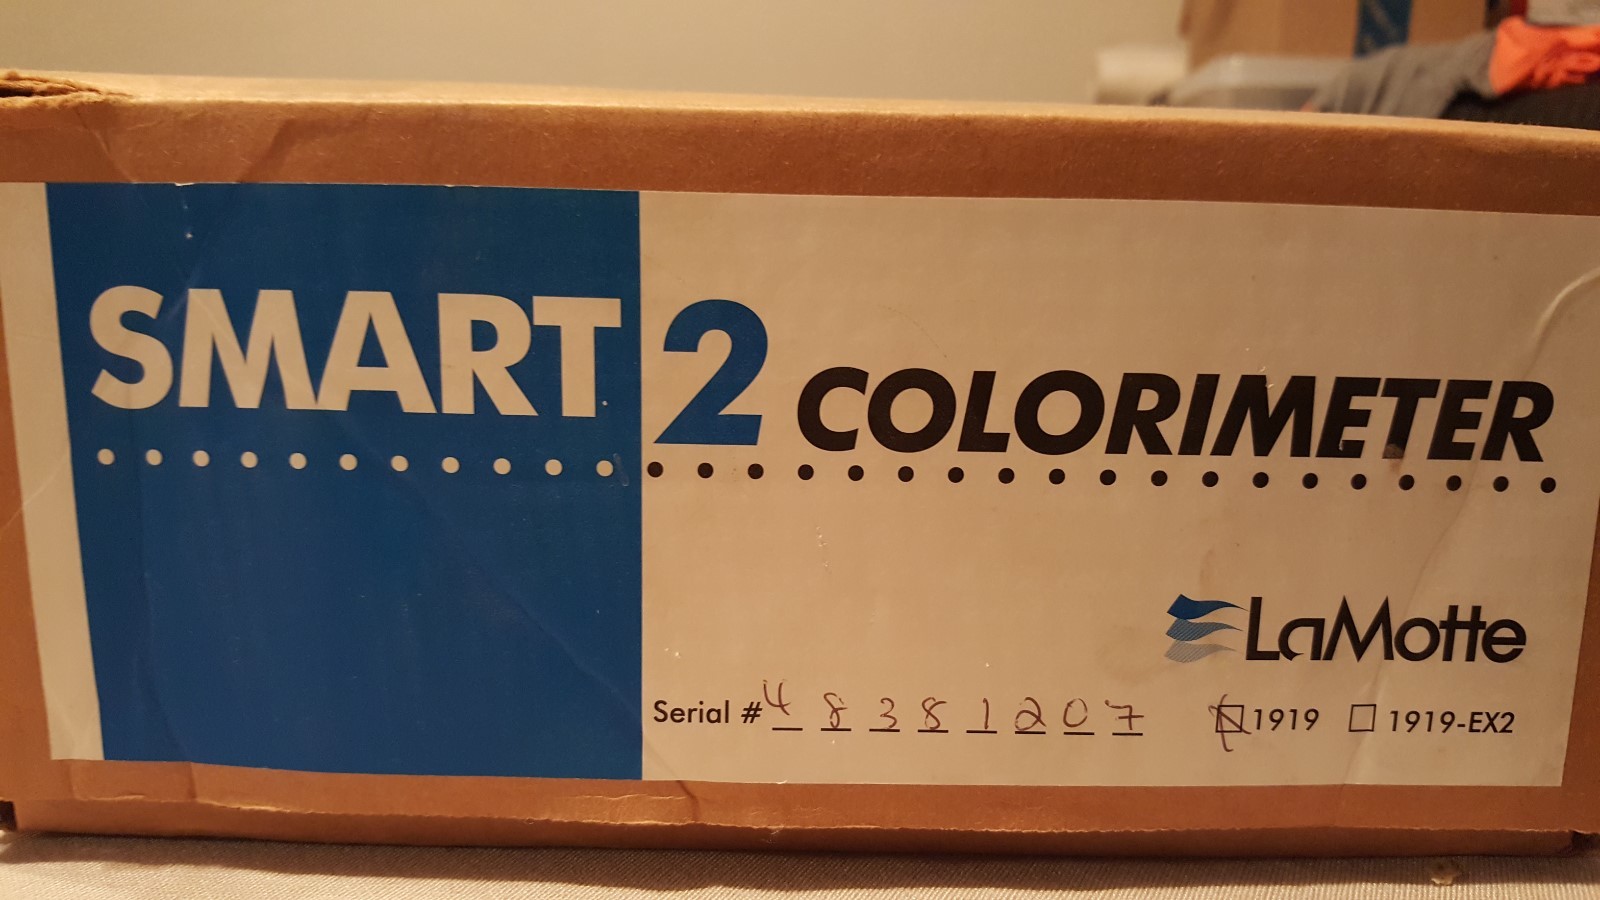 SMART 2 COLORIMETER
LaMotte
Serial # 4 8 3 8 1 2 0 7 1919 1919-EX2